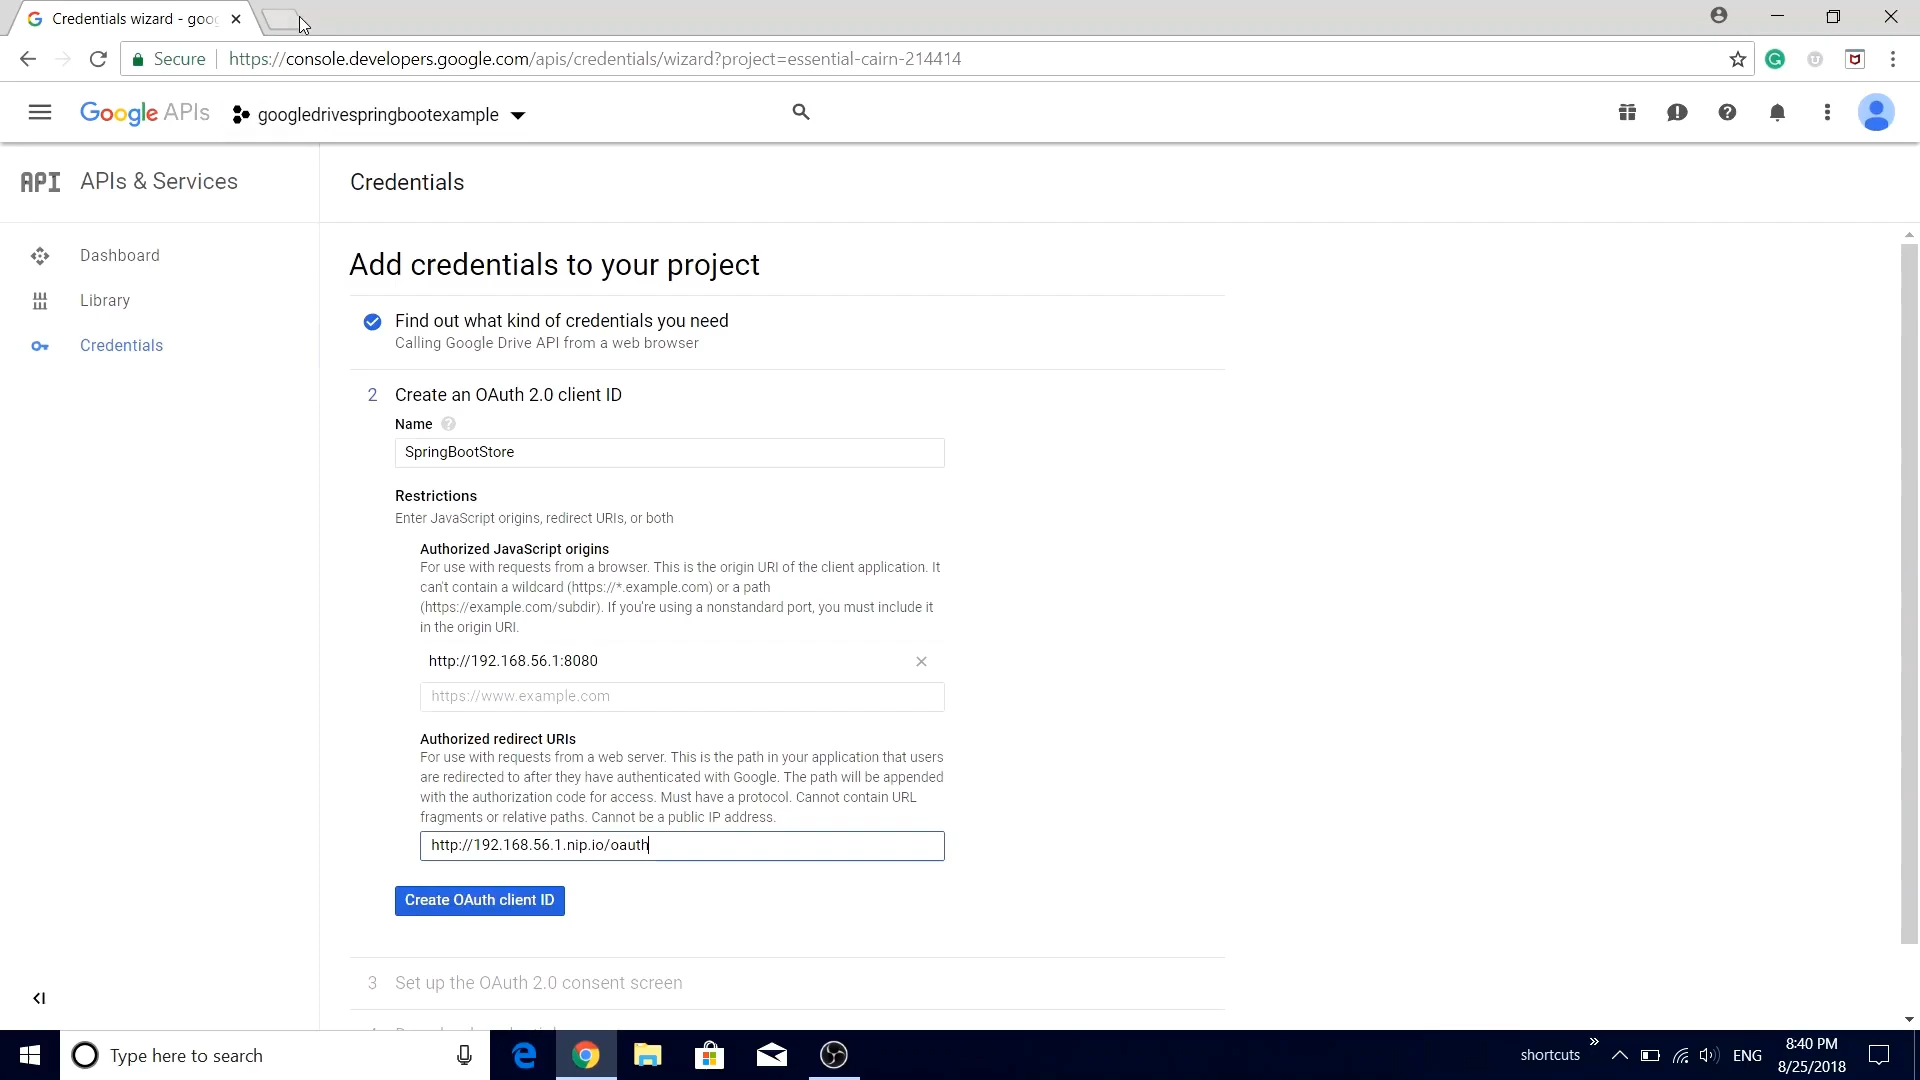 Credentials wizard - goog
Secure
https://console.developers.google.com/apis/credentials/wizard?project=essential-cairn-214414
Google APIs
googledrivespringbootexample
API
APIs & Services
Credentials
Dashboard
Library
Credentials
Add credentials to your project
Find out what kind of credentials you need
Calling Google Drive API from a web browser
2 Create an OAuth 2.0 client ID
Name
SpringBootStore
Restrictions
Enter JavaScript origins, redirect URIs, or both
Authorized JavaScript origins
For use with requests from a browser. This is the origin URI of the client application. It
can't contain a wildcard (https://*.example.com) or a path
(https://example.com/subdir). If you're using a nonstandard port, you must include it
in the origin URI.
http://192.168.56.1:8080
https://www.example.com
Authorized redirect URIs
For use with requests from a web server. This is the path in your application that users
are redirected to after they have authenticated with Google. The path will be appended
with the authorization code for access. Must have a protocol. Cannot contain URL
fragments or relative paths. Cannot be a public IP address.
http://192.168.56.1.nip.io/oauth
Create OAuth client ID
3 Set up the OAuth 2.0 consent screen
Type here to search
shortcuts
ENG
8:40 PM
8/25/2018